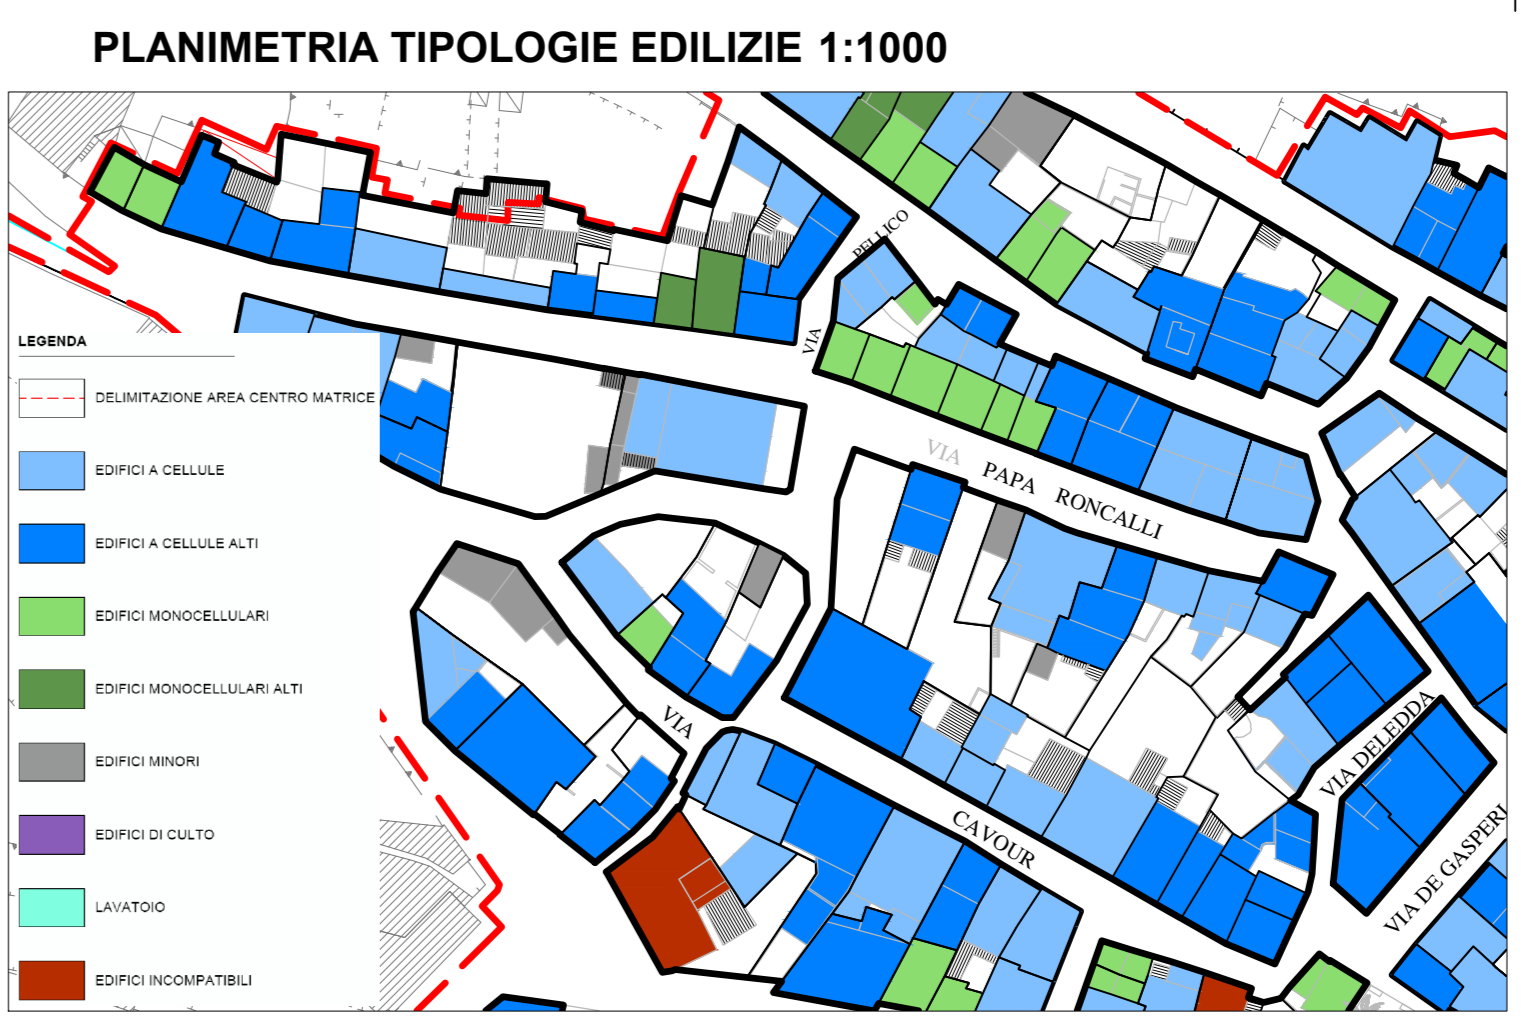 PLANIMETRIA TIPOLOGIE EDILIZIE 1:1000
LEGENDA
DELIMITAZIONE AREA CENTRO MATRICE
EDIFICI A CELLULE
EDIFICI A CELLULE ALTI
EDIFICI MONOCELLULARI
EDIFICI MONOCELLULARI ALTI
EDIFICI MINORI
EDIFICI DI CULTO
LAVATOIO
EDIFICI INCOMPATIBILI
VIA PELLICO
VIA PAPA RONCALLI
VIA CAVOUR
VIA DELEDDA
VIA DE GASPERI